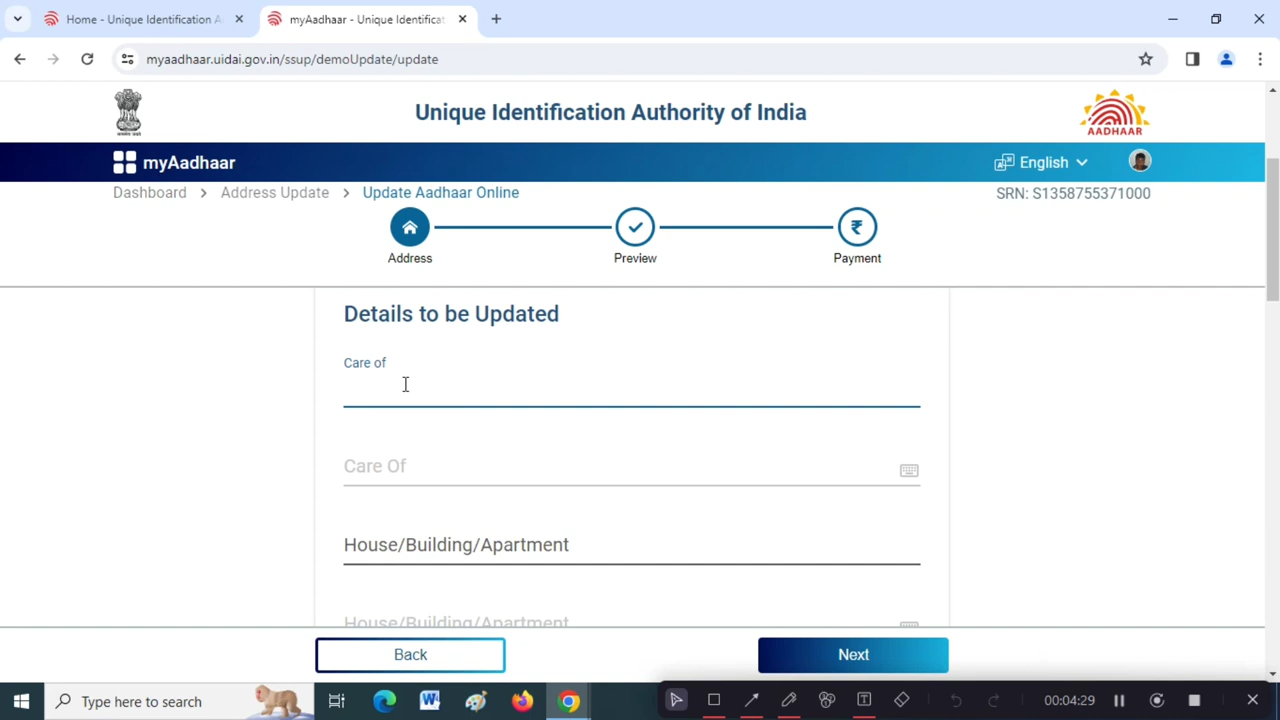 Home - Unique Identification A
myAadhaar - Unique Identificat
myaadhaar.uidai.gov.in/ssup/demoUpdate/update
Unique Identification Authority of India
AADHAAR
myAadhaar
English
Dashboard > Address Update > Update Aadhaar Online
SRN: S1358755371000
Address
Preview
₹
Payment
Details to be Updated
Care of
Care Of
House/Building/Apartment
House/Building/Apartment
Back
Next
Type here to search
W
T
00:04:29